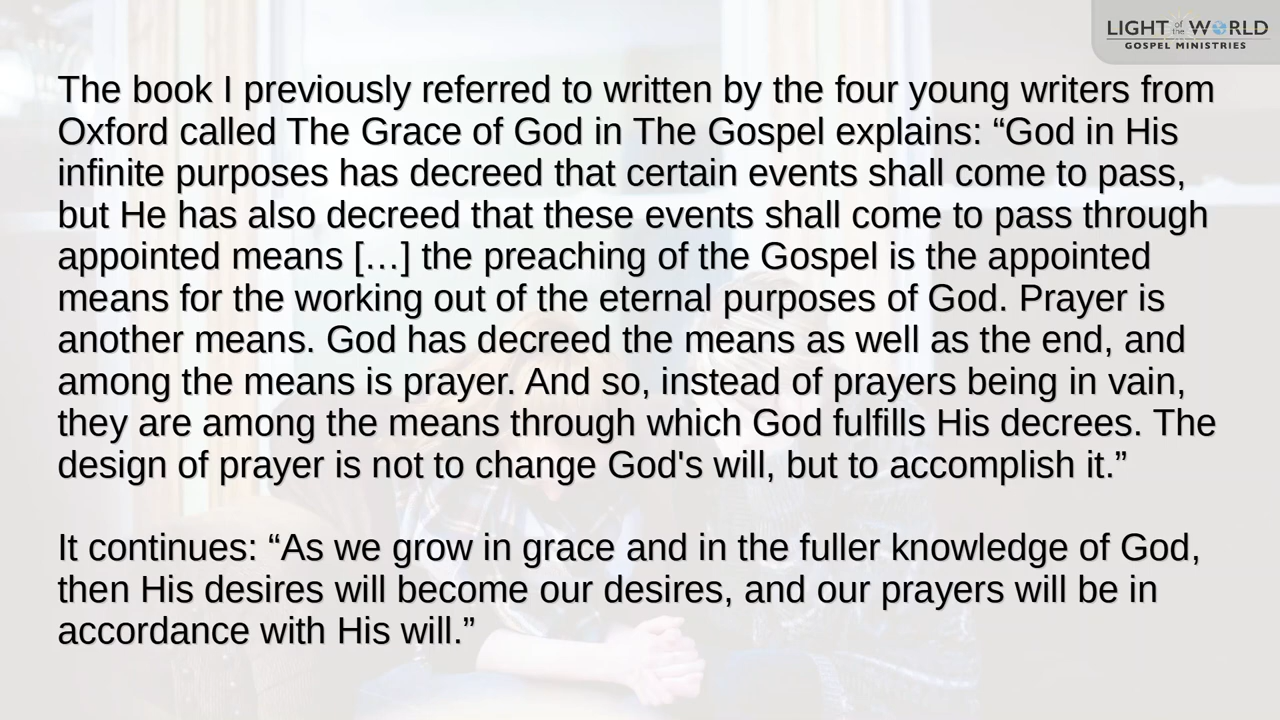 LIGHT of the WORLD
GOSPEL MINISTRIES
The book I previously referred to written by the four young writers from
Oxford called The Grace of God in The Gospel explains: “God in His
infinite purposes has decreed that certain events shall come to pass,
but He has also decreed that these events shall come to pass through
appointed means […] the preaching of the Gospel is the appointed
means for the working out of the eternal purposes of God. Prayer is
another means. God has decreed the means as well as the end, and
among the means is prayer. And so, instead of prayers being in vain,
they are among the means through which God fulfills His decrees. The
design of prayer is not to change God's will, but to accomplish it.”
It continues: “As we grow in grace and in the fuller knowledge of God,
then His desires will become our desires, and our prayers will be in
accordance with His will.”